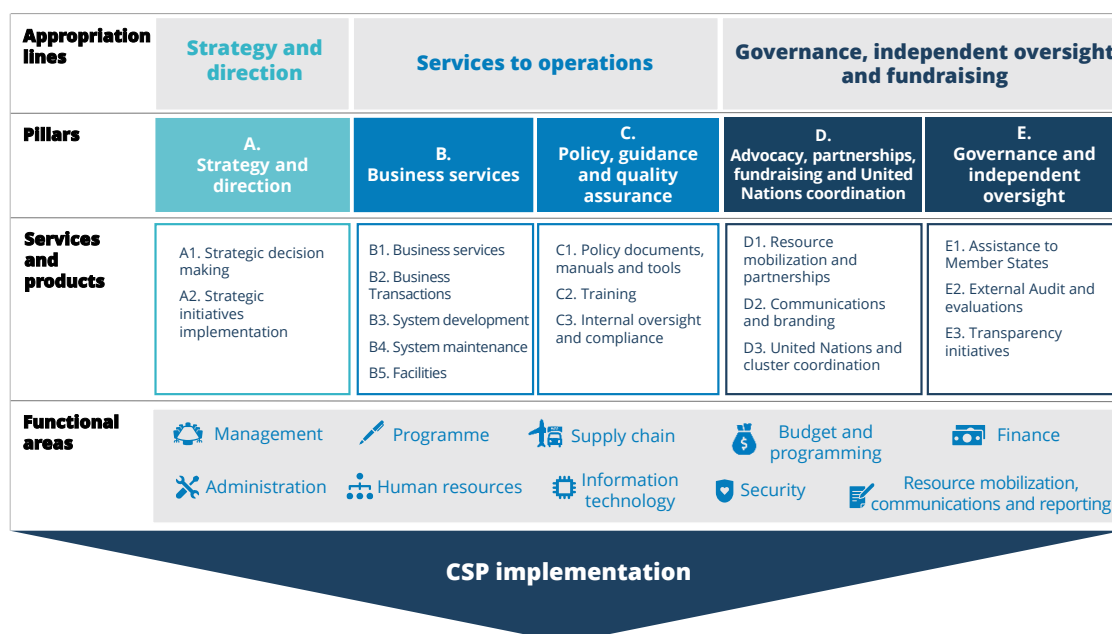 Appropriation
lines
Strategy and
direction
Services to operations
Governance, independent oversight
and fundraising
Pillars
A.
Strategy and
direction
B.
Business services
C.
Policy, guidance
and quality
assurance
D.
Advocacy, partnerships,
fundraising and United
Nations coordination
E.
Governance and
independent
oversight
Services
and
products
A1. Strategic decision
making
A2. Strategic
initiatives
implementation
B1. Business services
B2. Business
Transactions
B3. System development
B4. System maintenance
B5. Facilities
C1. Policy documents,
manuals and tools
C2. Training
C3. Internal oversight
and compliance
D1. Resource
mobilization and
partnerships
D2. Communications
and branding
D3. United Nations and
cluster coordination
E1. Assistance to
Member States
E2. External Audit and
evaluations
E3. Transparency
initiatives
Functional
areas
Management
Programme
Supply chain
Budget and
programming
Finance
Administration
Human resources
Information
technology
Security
Resource mobilization,
communications and reporting
CSP implementation